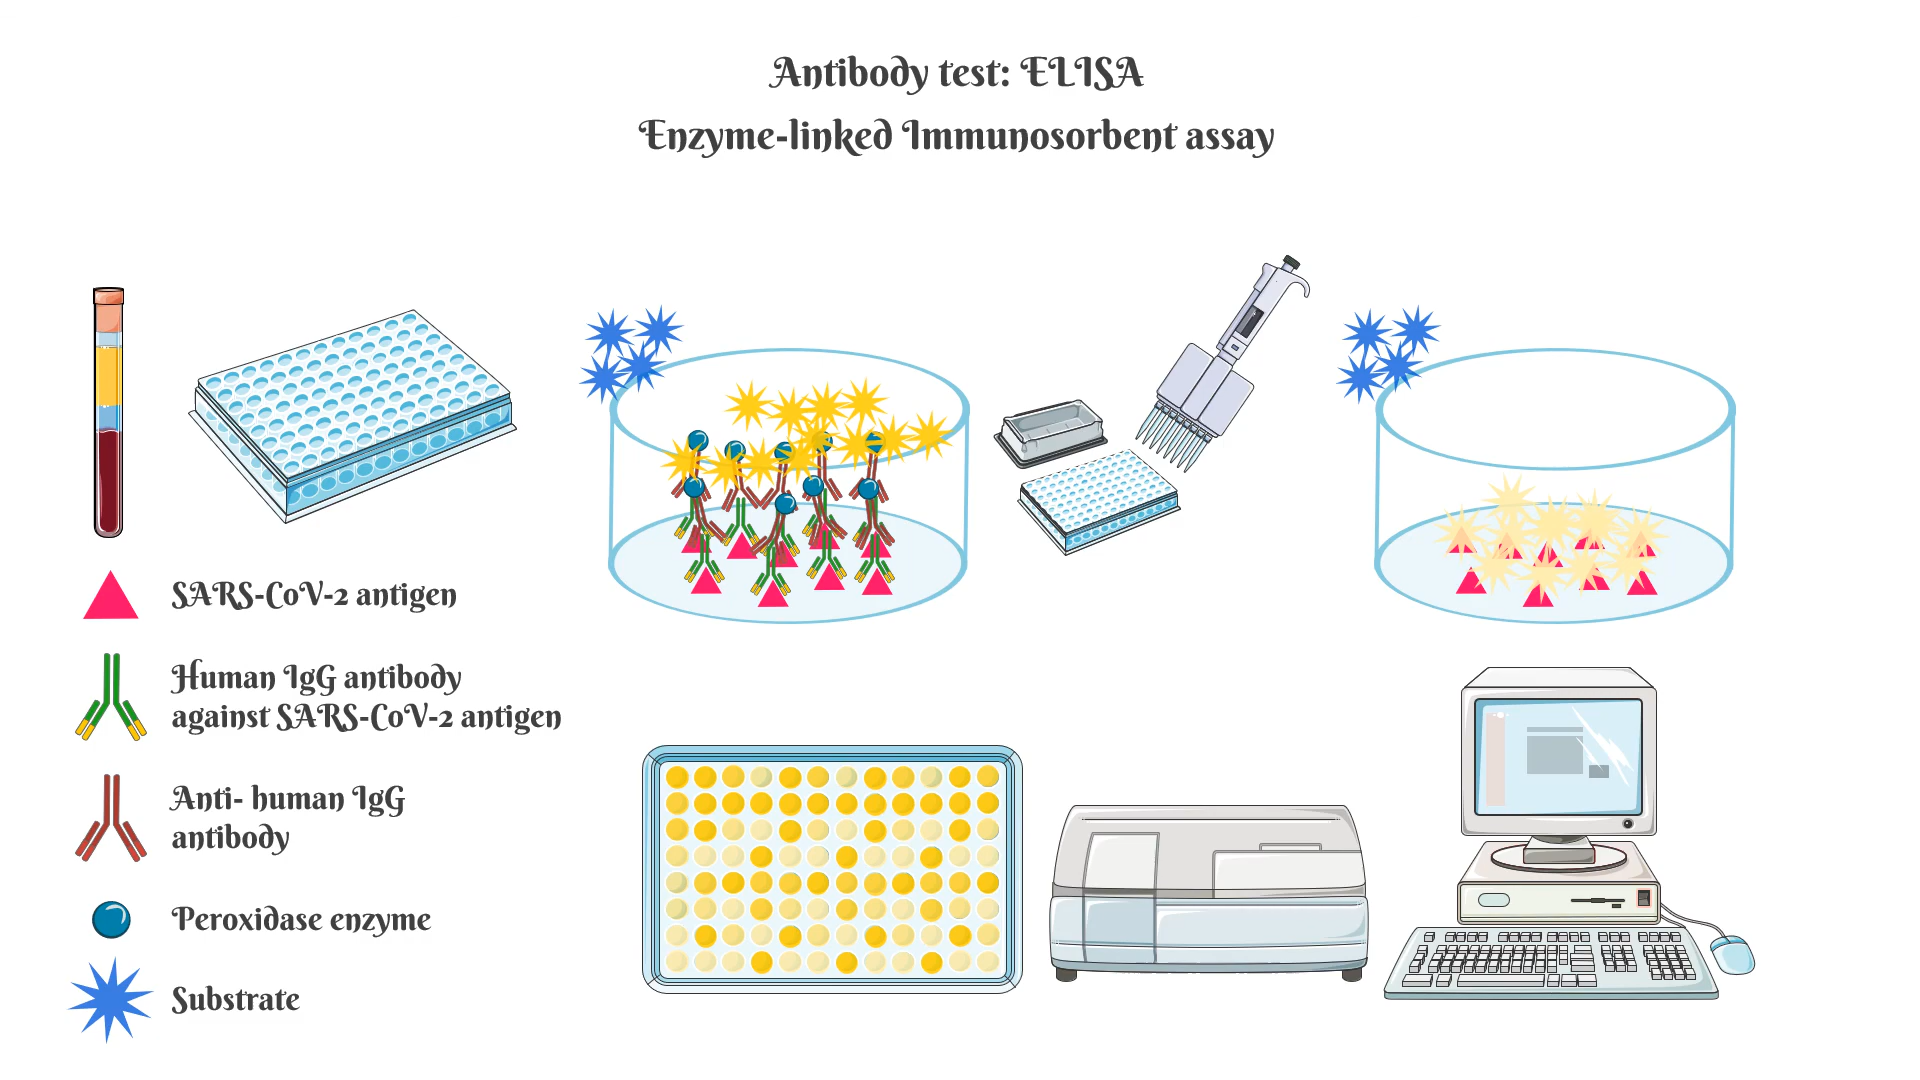 Antibody test: ELISA
Enzyme-linked Immunosorbent assay
SARS-CoV-2 antigen
Human IgG antibody
against SARS-CoV-2 antigen
Anti- human IgG
antibody
Peroxidase enzyme
Substrate